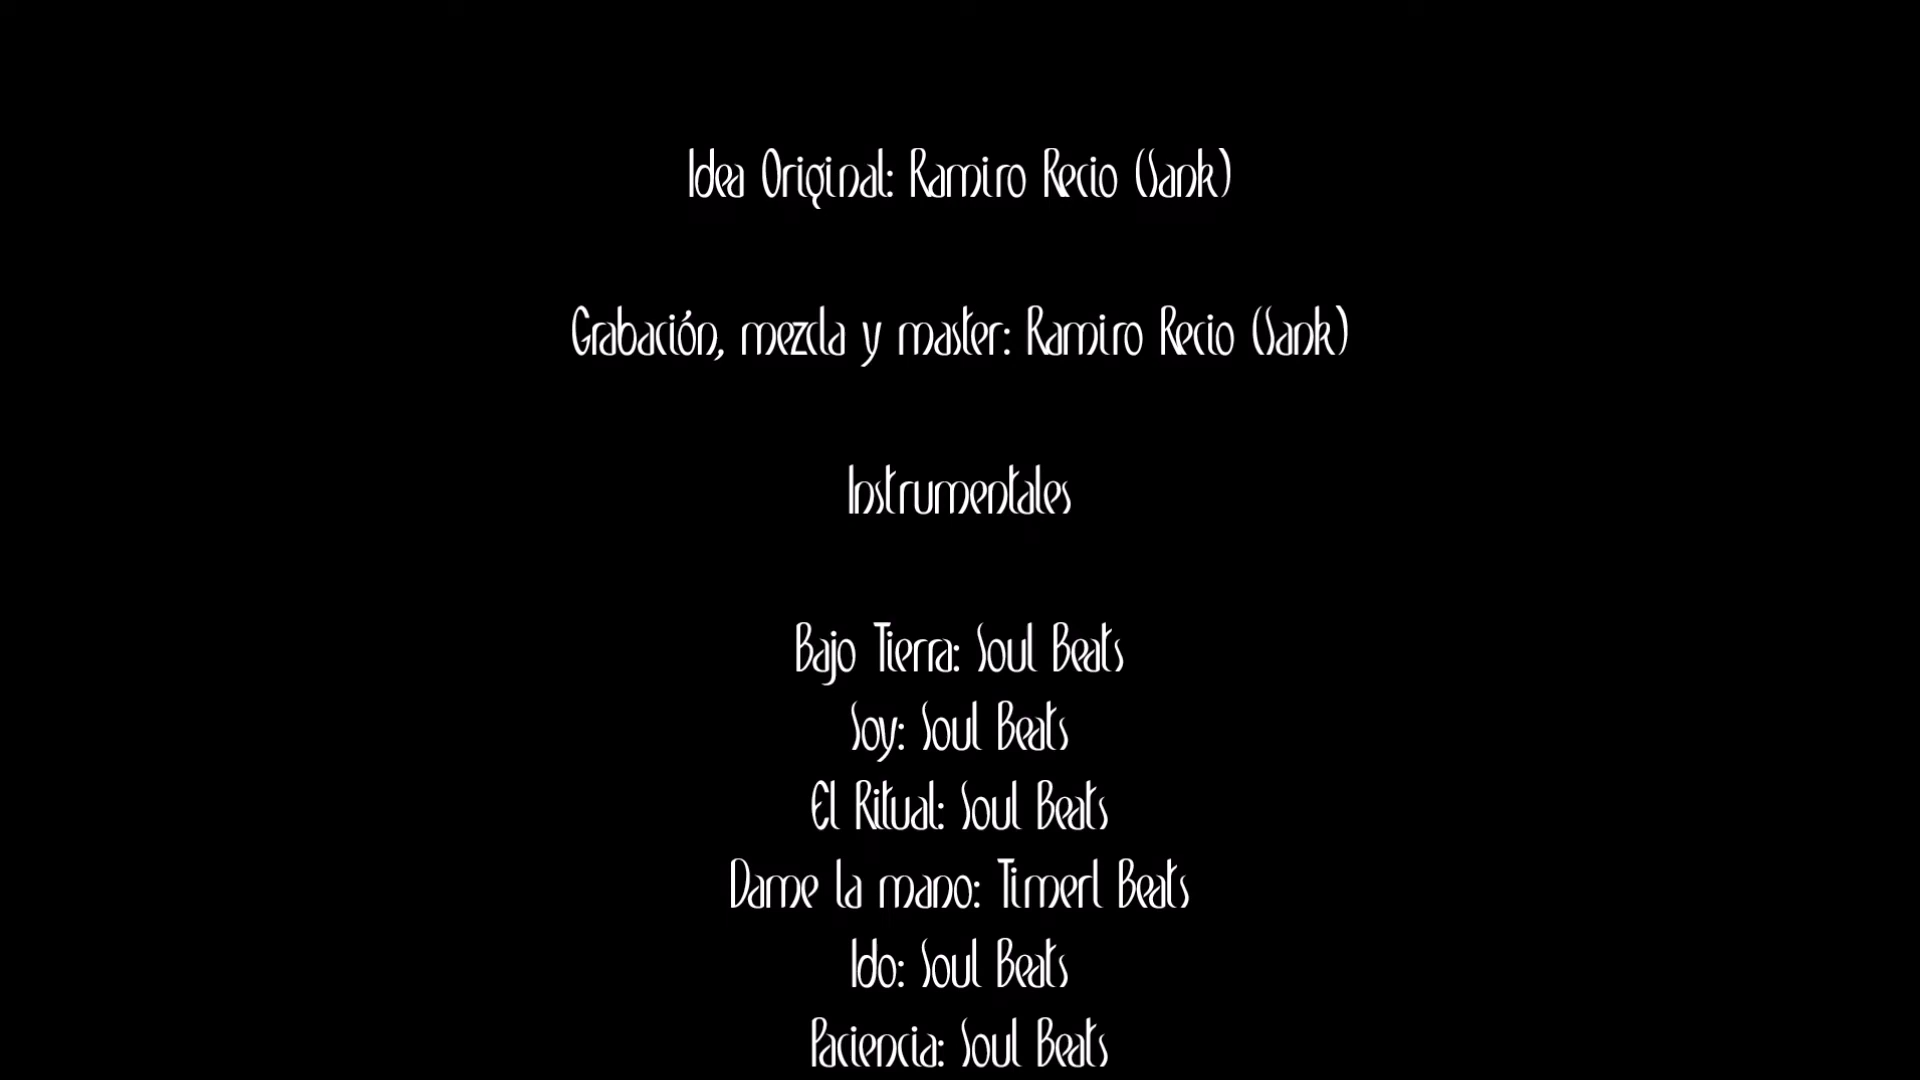 Idea Original: Ramiro Recio (Sank)
Grabación, mezcla y master: Ramiro Recio (Sank)
Instrumentales
Bajo Tierra: Soul Beats
Soy: Soul Beats
El Ritual: Soul Beats
Dame la mano: Timerl Beats
Ido: Soul Beats
Paciencia: Soul Beats